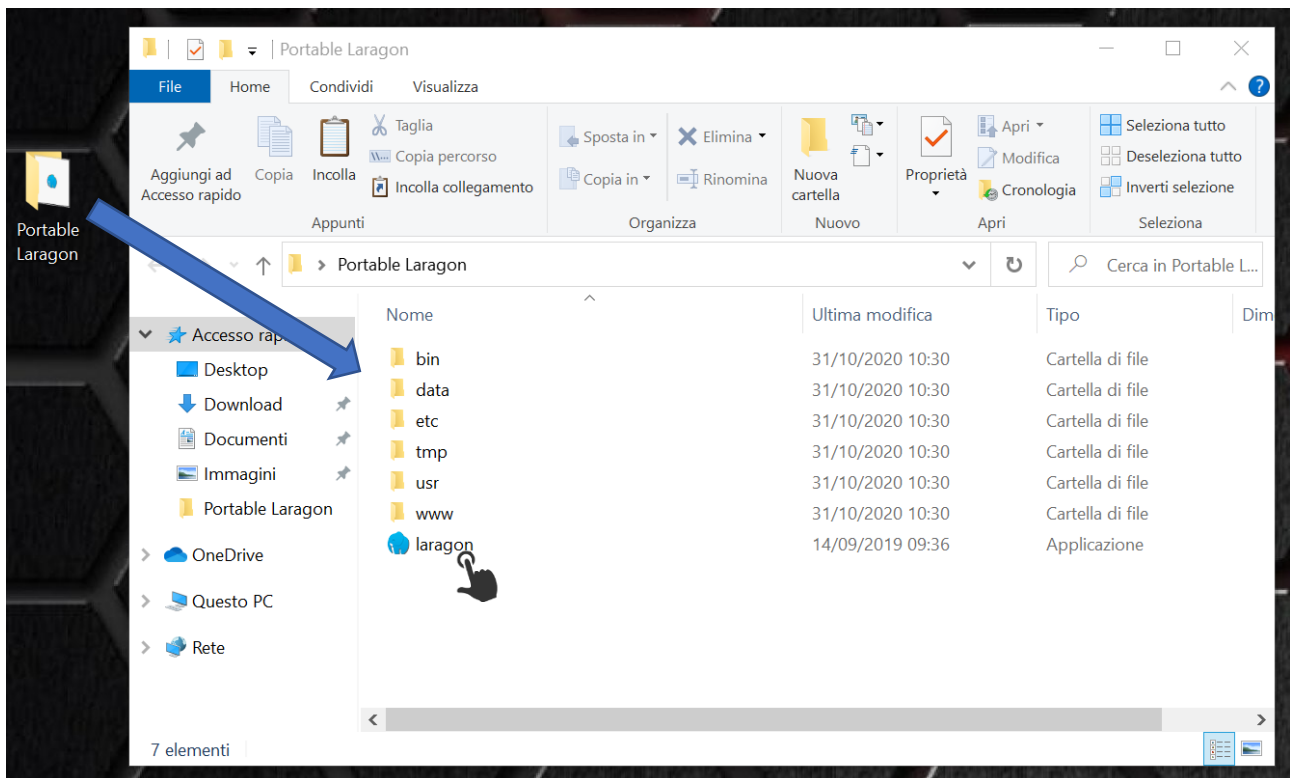 Portable Laragon
File Home Condividi Visualizza
Aggiungi ad Accesso rapido
Copia
Incolla
Taglia
Copia percorso
Incolla collegamento
Appunti
Sposta in
Copia in
Elimina
Rinomina
Organizza
Nuova cartella
Nuovo
Proprietà
Apri
Modifica
Cronologia
Apri
Seleziona tutto
Deseleziona tutto
Inverti selezione
Seleziona
Portable
Laragon
Portable Laragon
Cerca in Portable L...
Nome Ultima modifica Tipo Dim
Accesso
Desktop
Download
Documenti
Immagini
Portable Laragon
OneDrive
Questo PC
Rete
bin 31/10/2020 10:30 Cartella di file
data 31/10/2020 10:30 Cartella di file
etc 31/10/2020 10:30 Cartella di file
tmp 31/10/2020 10:30 Cartella di file
usr 31/10/2020 10:30 Cartella di file
www 31/10/2020 10:30 Cartella di file
laragon 14/09/2019 09:36 Applicazione
7 elementi